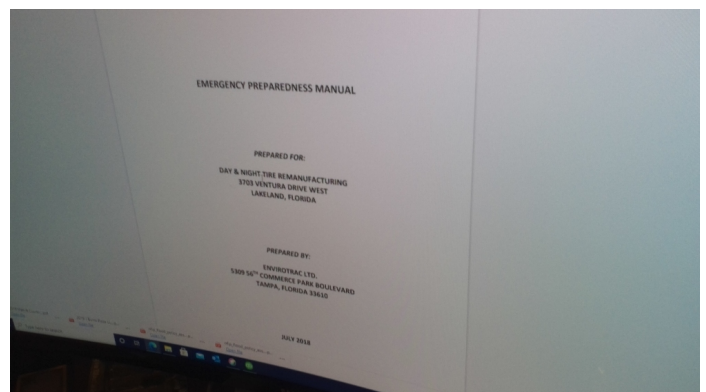 EMERGENCY PREPAREDNESS MANUAL
PREPARED FOR:
DAY & NIGHT TIRE REMANUFACTURING
3703 VENTURA DRIVE WEST
LAKELAND, FLORIDA
PREPARED BY:
ENVIROTRAC LTD.
5309 56TH COMMERCE PARK BOULEVARD
TAMPA, FLORIDA 33610
JULY 2018